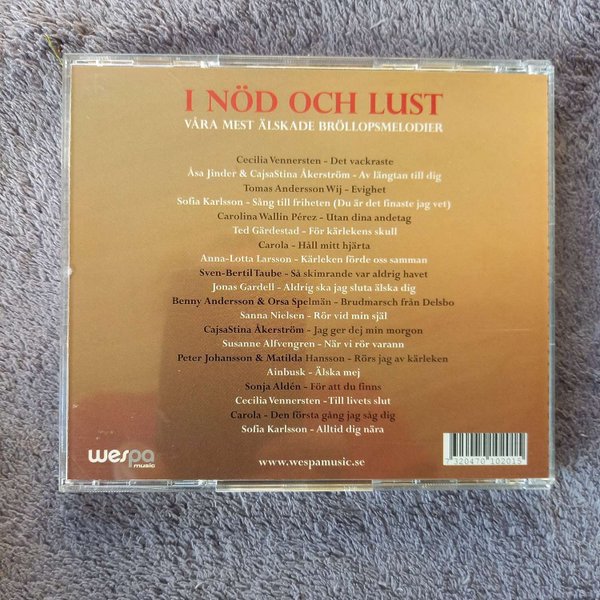 I NÖD OCH LUST
VÅRA MEST ÄLSKADE BRÖLLOPSMELODIER
Cecilia Vennersten - Det vackraste
Åsa Jinder & CajsaStina Åkerström - Av längtan till dig
Tomas Andersson Wij - Evighet
Sofia Karlsson - Sång till friheten (Du är det finaste jag vet)
Carolina Wallin Pérez - Utan dina andetag
Ted Gärdestad - För kärlekens skull
Carola - Håll mitt hjärta
Anna-Lotta Larsson - Kärleken förde oss samman
Sven-Bertil Taube - Så skimrande var aldrig havet
Jonas Gardell - Aldrig ska jag sluta älska dig
Benny Andersson & Orsa Spelmän - Brudmarsch från Delsbo
Sanna Nielsen - Rör vid min själ
CajsaStina Åkerström - Jag ger dej min morgon
Susanne Alfvengren - När vi rör varann
Peter Johansson & Matilda Hansson - Rörs jag av kärleken
Ainbusk - Älska mej
Sonja Aldén - För att du finns
Cecilia Vennersten - Till livets slut
Carola - Den första gång jag såg dig
Sofia Karlsson - Alltid dig nära
wespa
music
www.wespamusic.se
7 320470 102015